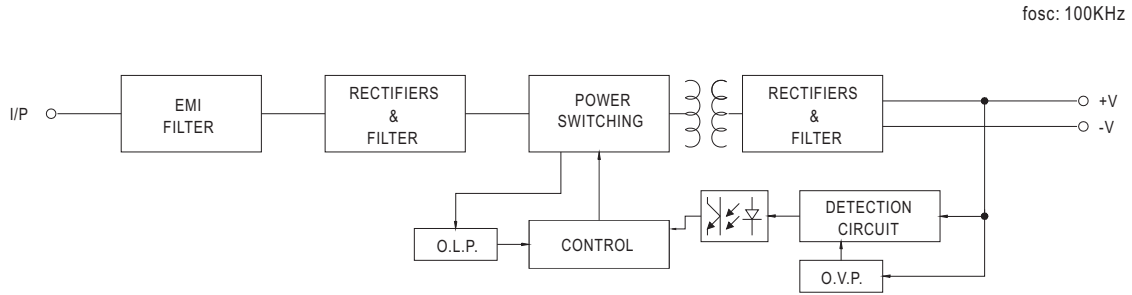 fosc: 100KHz
I/P
EMI
FILTER
RECTIFIERS
&
FILTER
POWER
SWITCHING
RECTIFIERS
&
FILTER
+V
-V
O.L.P.
CONTROL
DETECTION
CIRCUIT
O.V.P.